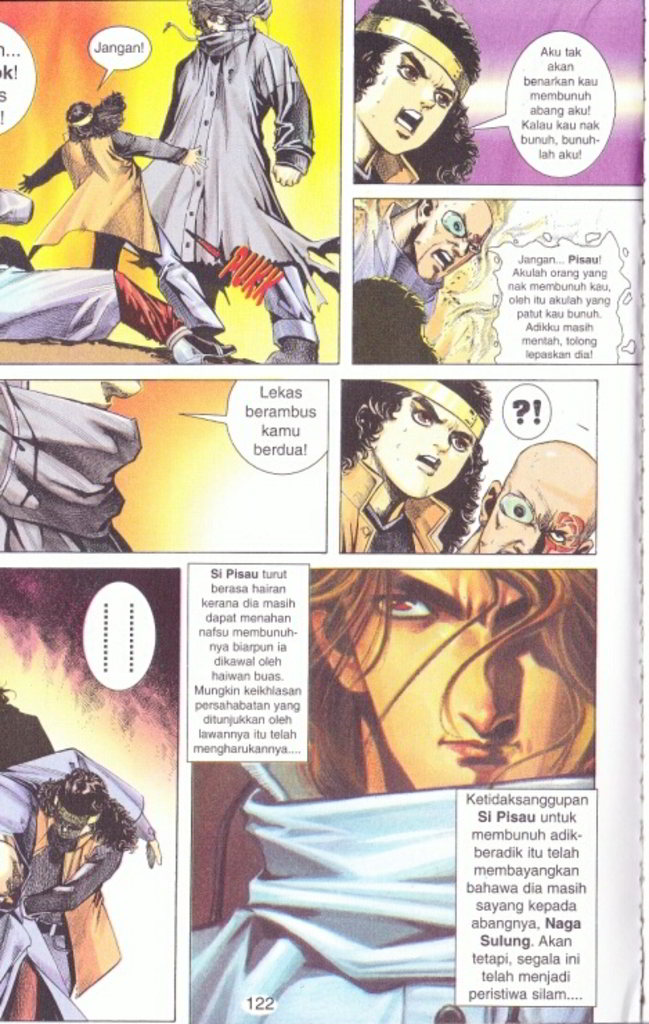 Jangan!
POKK
Aku tak
akan
benarkan kau
membunuh
abang aku!
Kalau kau nak
bunuh, bunuh-
lah aku!
Jangan... Pisau!
Akulah orang yang
nak membunuh kau,
oleh itu akulah yang
patut kau bunuh.
Adikku masih
mentah, tolong
lepaskan dia!
Lekas
berambus
kamu
berdua!
?!
Si Pisau turut
berasa hairan
kerana dia masih
dapat menahan
nafsu membunuh-
nya biarpun ia
dikawal oleh
haiwan buas.
Mungkin keikhlasan
persahabatan yang
ditunjukkan oleh
lawannya itu telah
mengharukannya....
Ketidaksanggupan
Si Pisau untuk
membunuh adik-
beradik itu telah
membayangkan
bahawa dia masih
sayang kepada
abangnya, Naga
Sulung. Akan
tetapi, segala ini
telah menjadi
peristiwa silam....
122